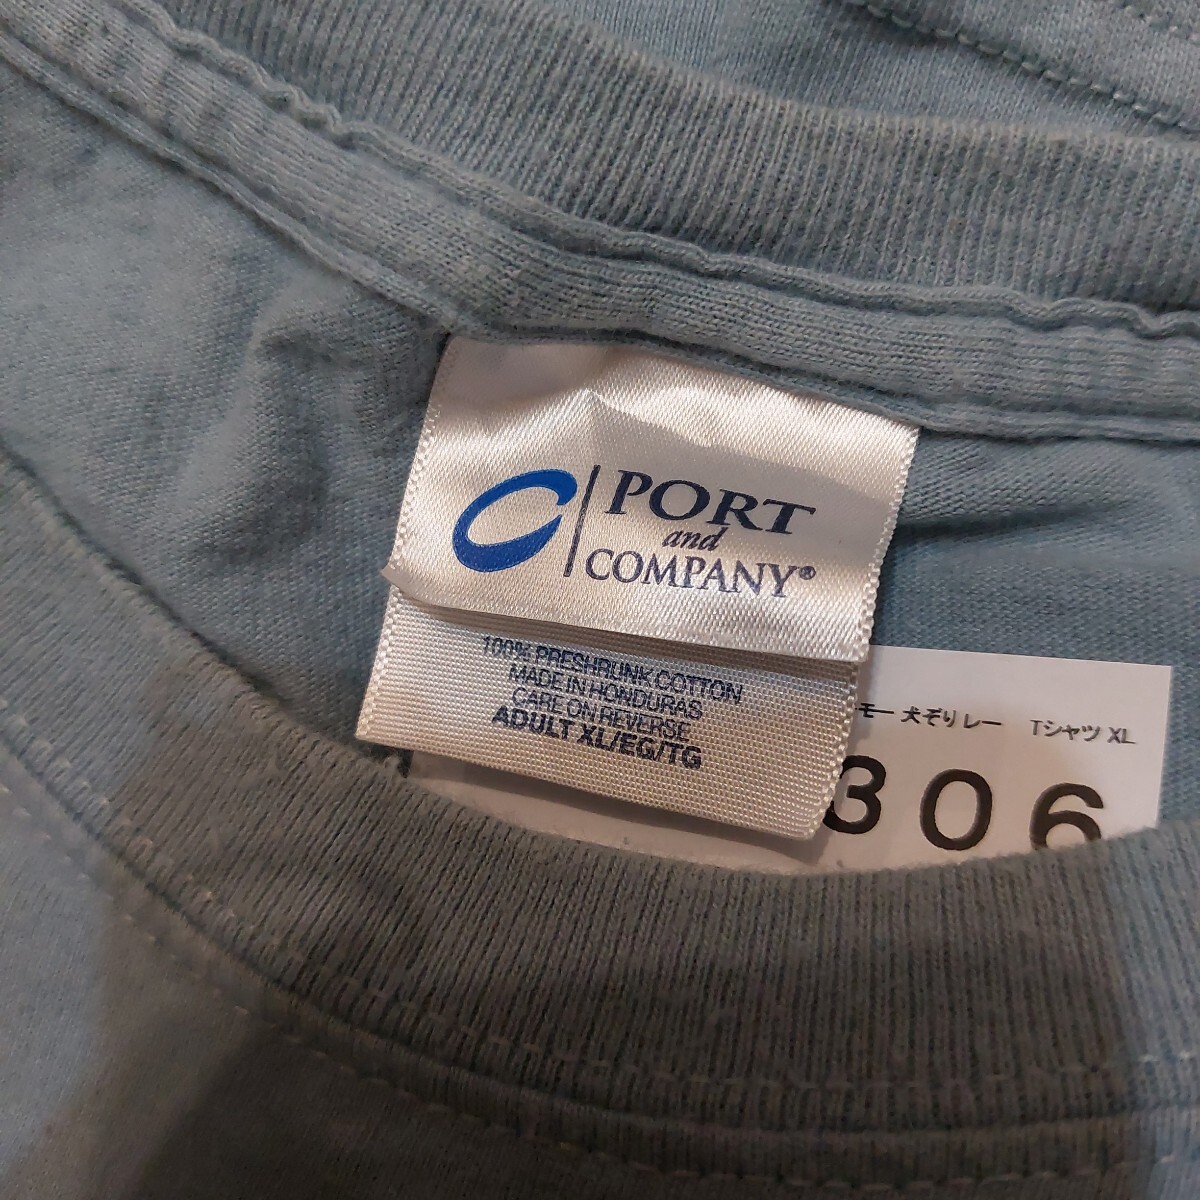 PORT
and
COMPANY®
100% PRESHRUNK COTTON
MADE IN HONDURAS
CARE ON REVERSE
ADULT XL/EG/TG
モー 犬ぞりレー Tシャツ XL
306